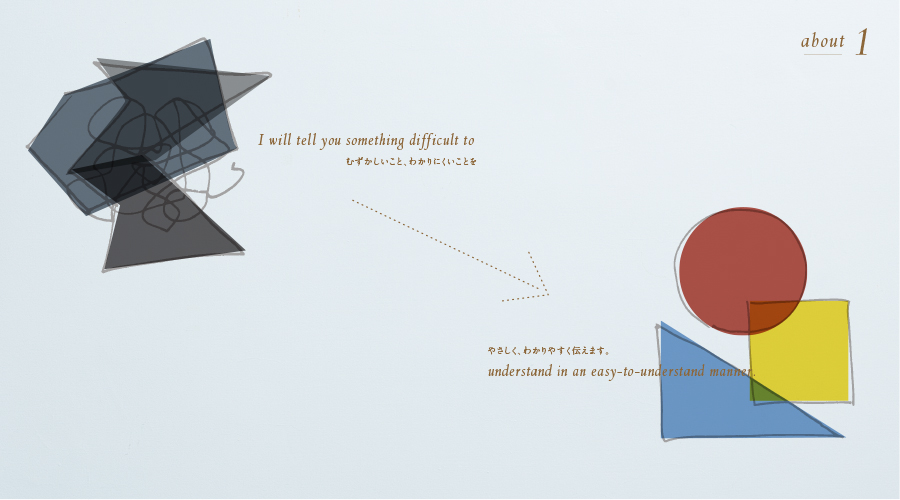 about 1
I will tell you something difficult to
むずかしいこと、わかりにくいことを
やさしく、わかりやすく伝えます。
understand in an easy-to-understand manner.